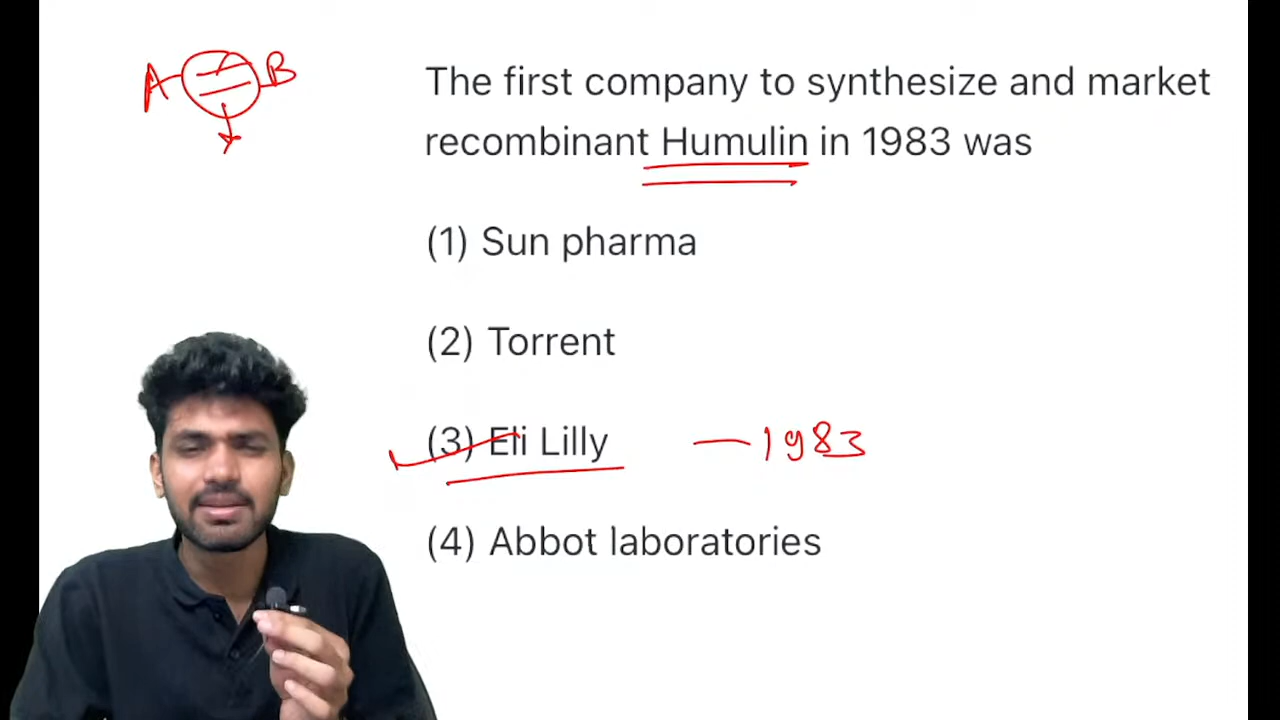 A B
The first company to synthesize and market
recombinant Humulin in 1983 was
(1) Sun pharma
(2) Torrent
(3) Eli Lilly — 1983
(4) Abbot laboratories